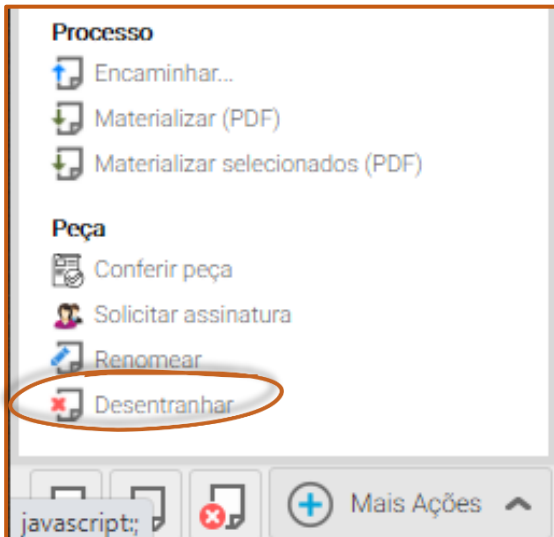 Processo
Encaminhar...
Materializar (PDF)
Materializar selecionados (PDF)
Peça
Conferir peça
Solicitar assinatura
Renomear
Desentranhar
Mais Ações
javascript:;